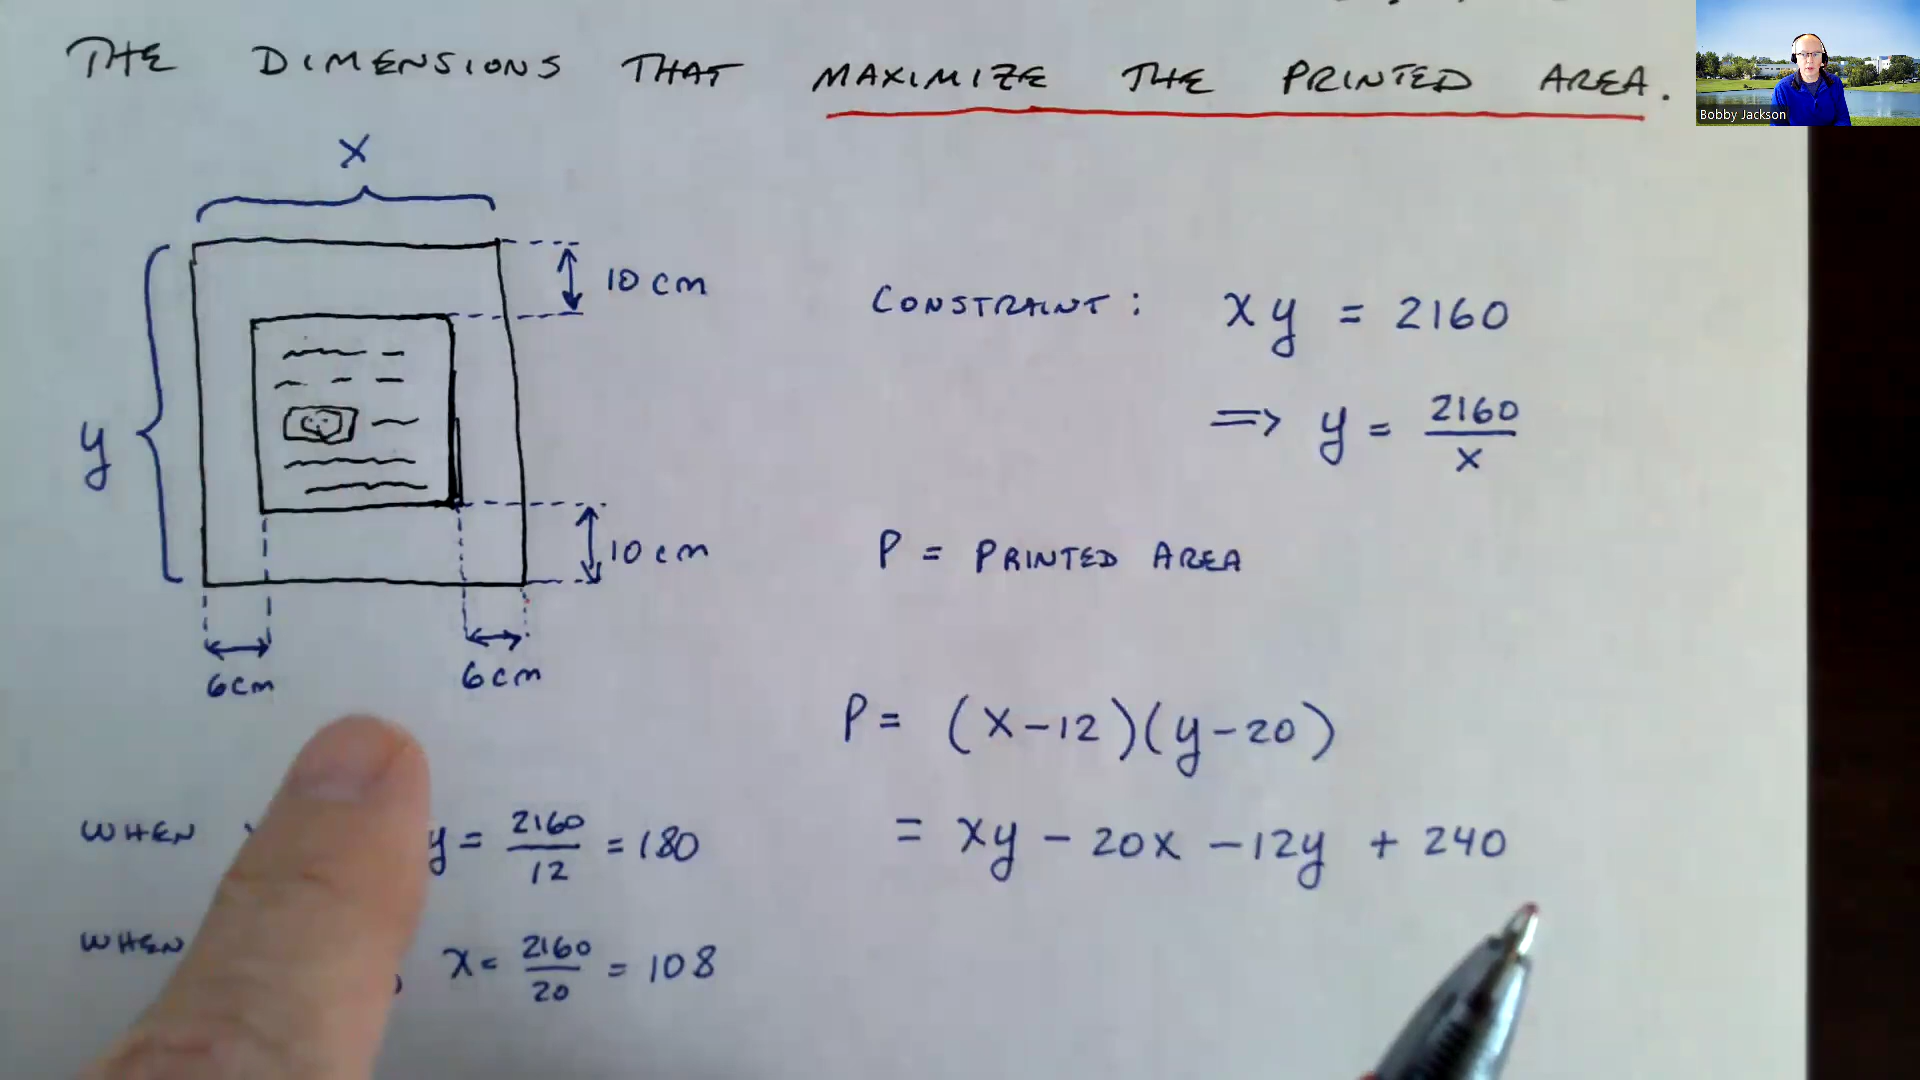 THE DIMENSIONS THAT MAXIMIZE THE PRINTED AREA.
Bobby Jackson
x
10 cm
y
10 cm
6cm
6cm
CONSTRAINT: xy = 2160
=> y = 2160/x
P = PRINTED AREA
P = (x-12)(y-20)
= xy - 20x - 12y + 240
WHEN y = 2160/12 = 180
WHEN , x = 2160/20 = 108